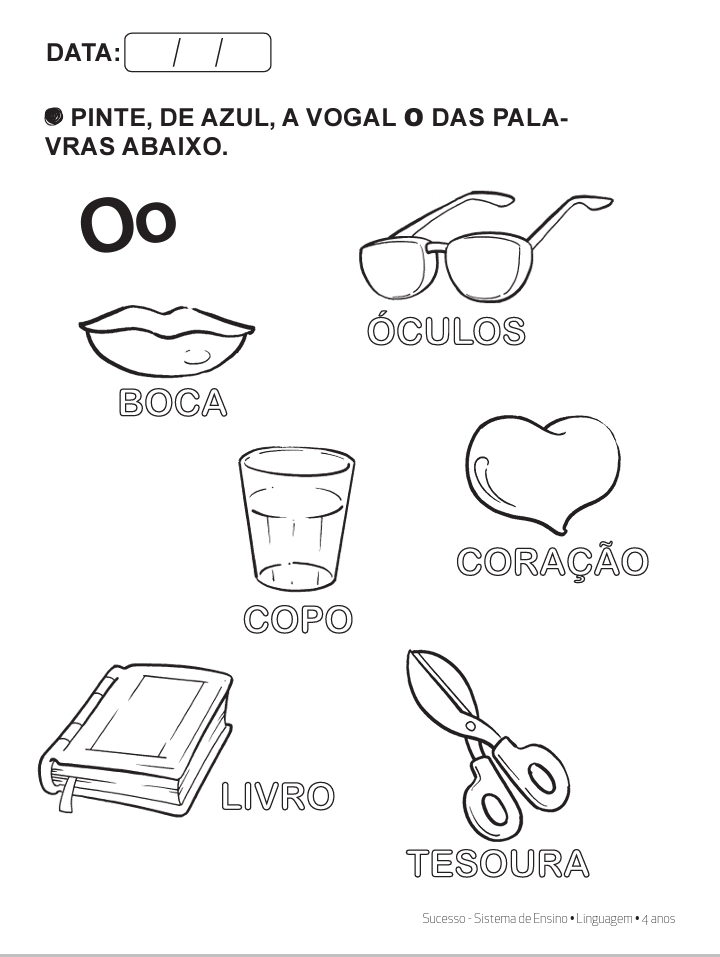 DATA: / /
● PINTE, DE AZUL, A VOGAL O DAS PALA-
VRAS ABAIXO.
Oo
ÓCULOS
BOCA
CORAÇÃO
COPO
LIVRO
TESOURA
Sucesso - Sistema de Ensino • Linguagem • 4 anos